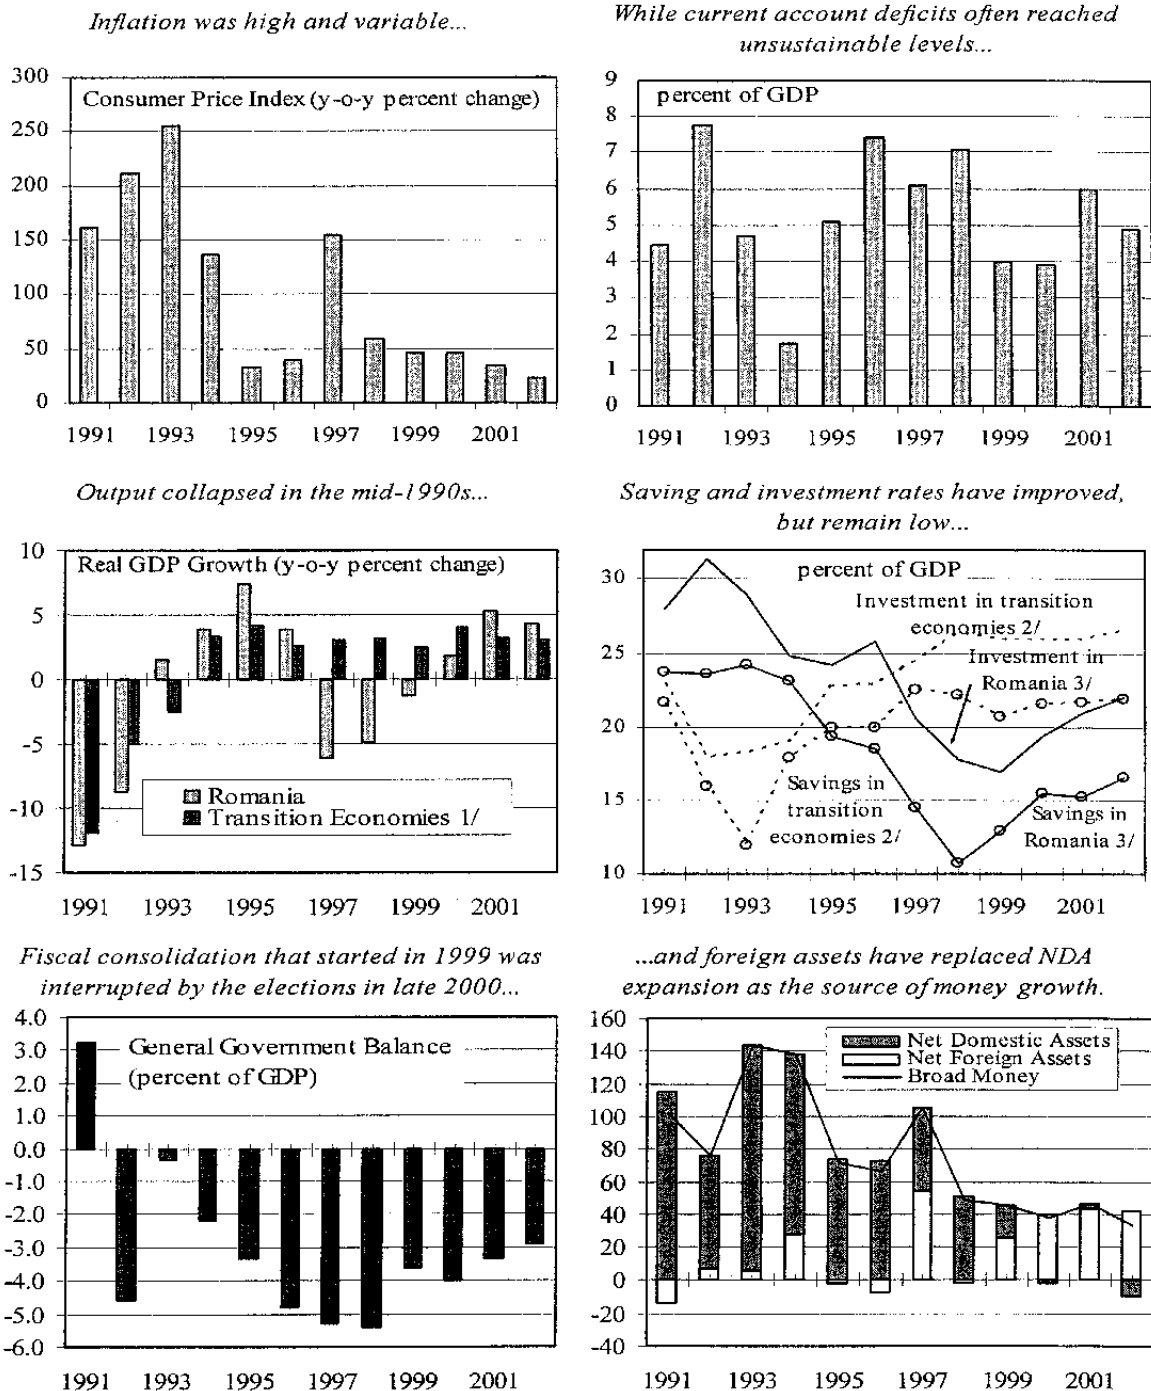 Inflation was high and variable...
300
250
200
150
100
50
0
Consumer Price Index (y-o-y percent change)
1991 1993 1995 1997 1999 2001
While current account deficits often reached
unsustainable levels...
9
8
7
6
5
4
3
2
1
0
percent of GDP
1991 1993 1995 1997 1999 2001
Output collapsed in the mid-1990s...
10
5
0
-5
-10
-15
Real GDP Growth (y-o-y percent change)
Romania
Transition Economies 1/
1991 1993 1995 1997 1999 2001
Saving and investment rates have improved,
but remain low...
30
25
20
15
10
percent of GDP
Investment in transition
economies 2/
Investment in
Romania 3/
Savings in
transition
economies 2/
Savings in
Romania 3/
1991 1993 1995 1997 1999 2001
Fiscal consolidation that started in 1999 was
interrupted by the elections in late 2000...
4.0
3.0
2.0
1.0
0.0
-1.0
-2.0
-3.0
-4.0
-5.0
-6.0
General Government Balance
(percent of GDP)
1991 1993 1995 1997 1999 2001
...and foreign assets have replaced NDA
expansion as the source of money growth.
160
140
120
100
80
60
40
20
0
-20
-40
Net Domestic Assets
Net Foreign Assets
Broad Money
1991 1993 1995 1997 1999 2001